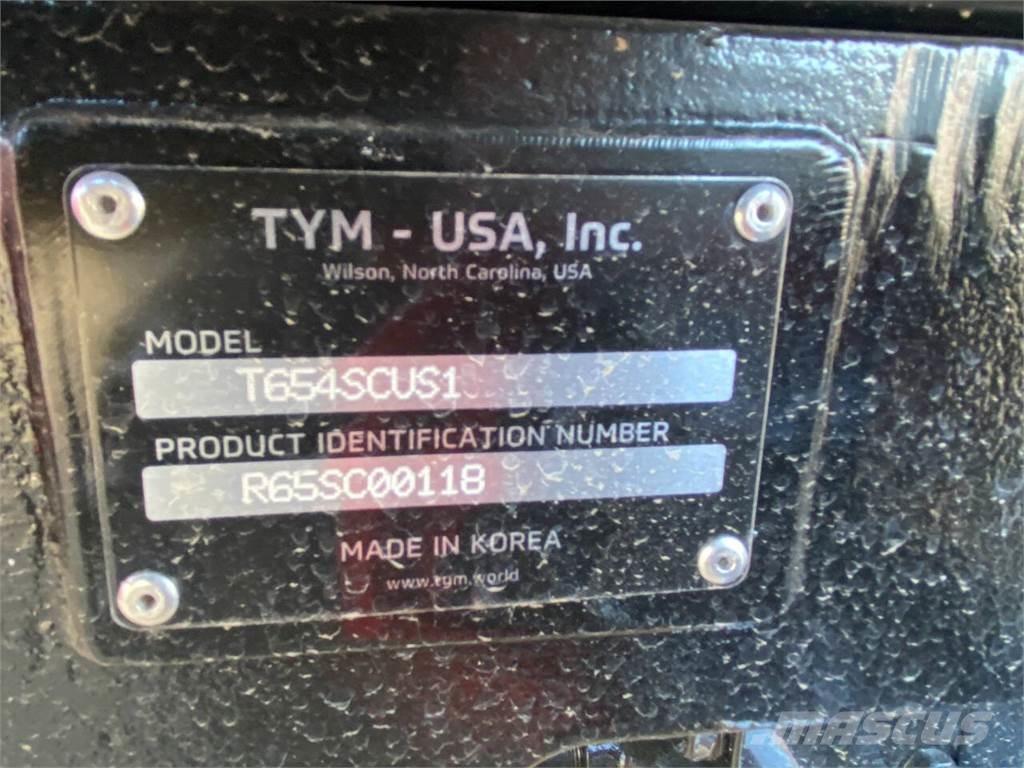 TYM - USA, Inc.
Wilson, North Carolina, USA
MODEL
T654SCUS1
PRODUCT IDENTIFICATION NUMBER
R65SC00118
MADE IN KOREA
www.tym.world
MASCUS